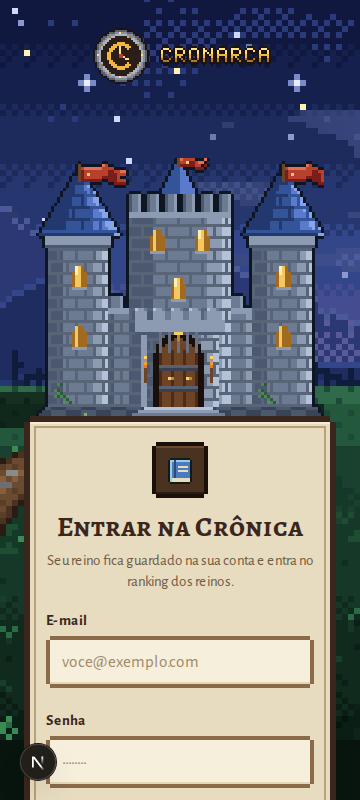 CRONARCA
Entrar na Crônica
Seu reino fica guardado na sua conta e entra no
ranking dos reinos.
E-mail
voce@exemplo.com
Senha
N
········